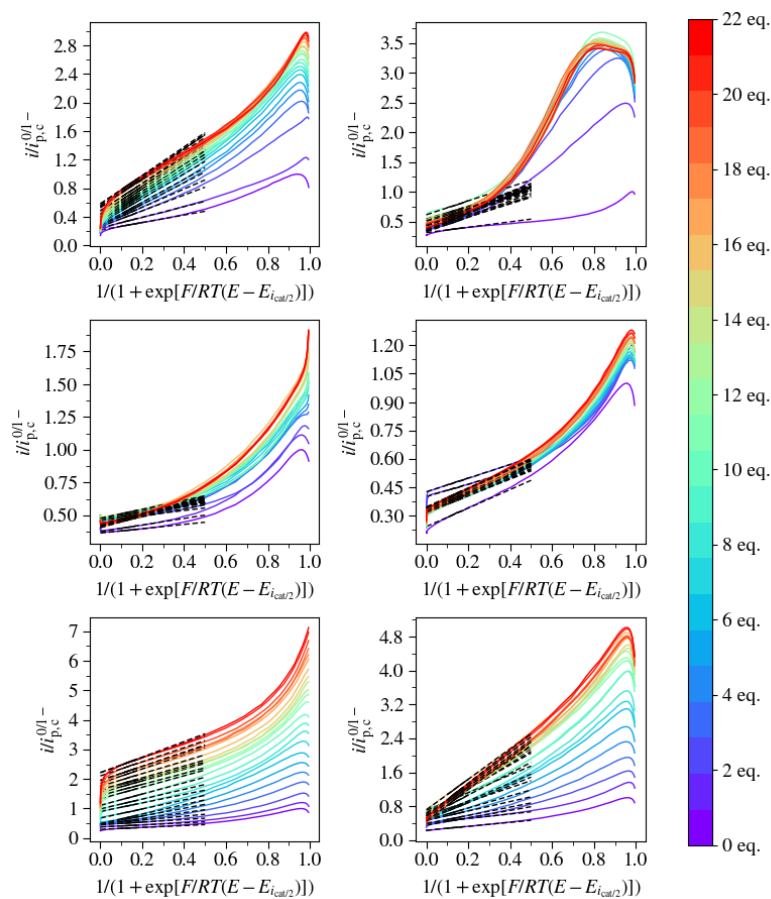 2.8
2.4
2.0
1.6
1.2
0.8
0.4
0.0
i/i_{p,c}^{0/1−}
0.0 0.2 0.4 0.6 0.8 1.0
1/(1 + exp[F/RT(E − E_{i_{cat/2}})])
3.5
3.0
2.5
2.0
1.5
1.0
0.5
i/i_{p,c}^{0/1−}
0.0 0.2 0.4 0.6 0.8 1.0
1/(1 + exp[F/RT(E − E_{i_{cat/2}})])
1.75
1.50
1.25
1.00
0.75
0.50
i/i_{p,c}^{0/1−}
0.0 0.2 0.4 0.6 0.8 1.0
1/(1 + exp[F/RT(E − E_{i_{cat/2}})])
1.20
1.05
0.90
0.75
0.60
0.45
0.30
i/i_{p,c}^{0/1−}
0.0 0.2 0.4 0.6 0.8 1.0
1/(1 + exp[F/RT(E − E_{i_{cat/2}})])
7
6
5
4
3
2
1
0
i/i_{p,c}^{0/1−}
0.0 0.2 0.4 0.6 0.8 1.0
1/(1 + exp[F/RT(E − E_{i_{cat/2}})])
4.8
4.0
3.2
2.4
1.6
0.8
0.0
i/i_{p,c}^{0/1−}
0.0 0.2 0.4 0.6 0.8 1.0
1/(1 + exp[F/RT(E − E_{i_{cat/2}})])
22 eq.
20 eq.
18 eq.
16 eq.
14 eq.
12 eq.
10 eq.
8 eq.
6 eq.
4 eq.
2 eq.
0 eq.